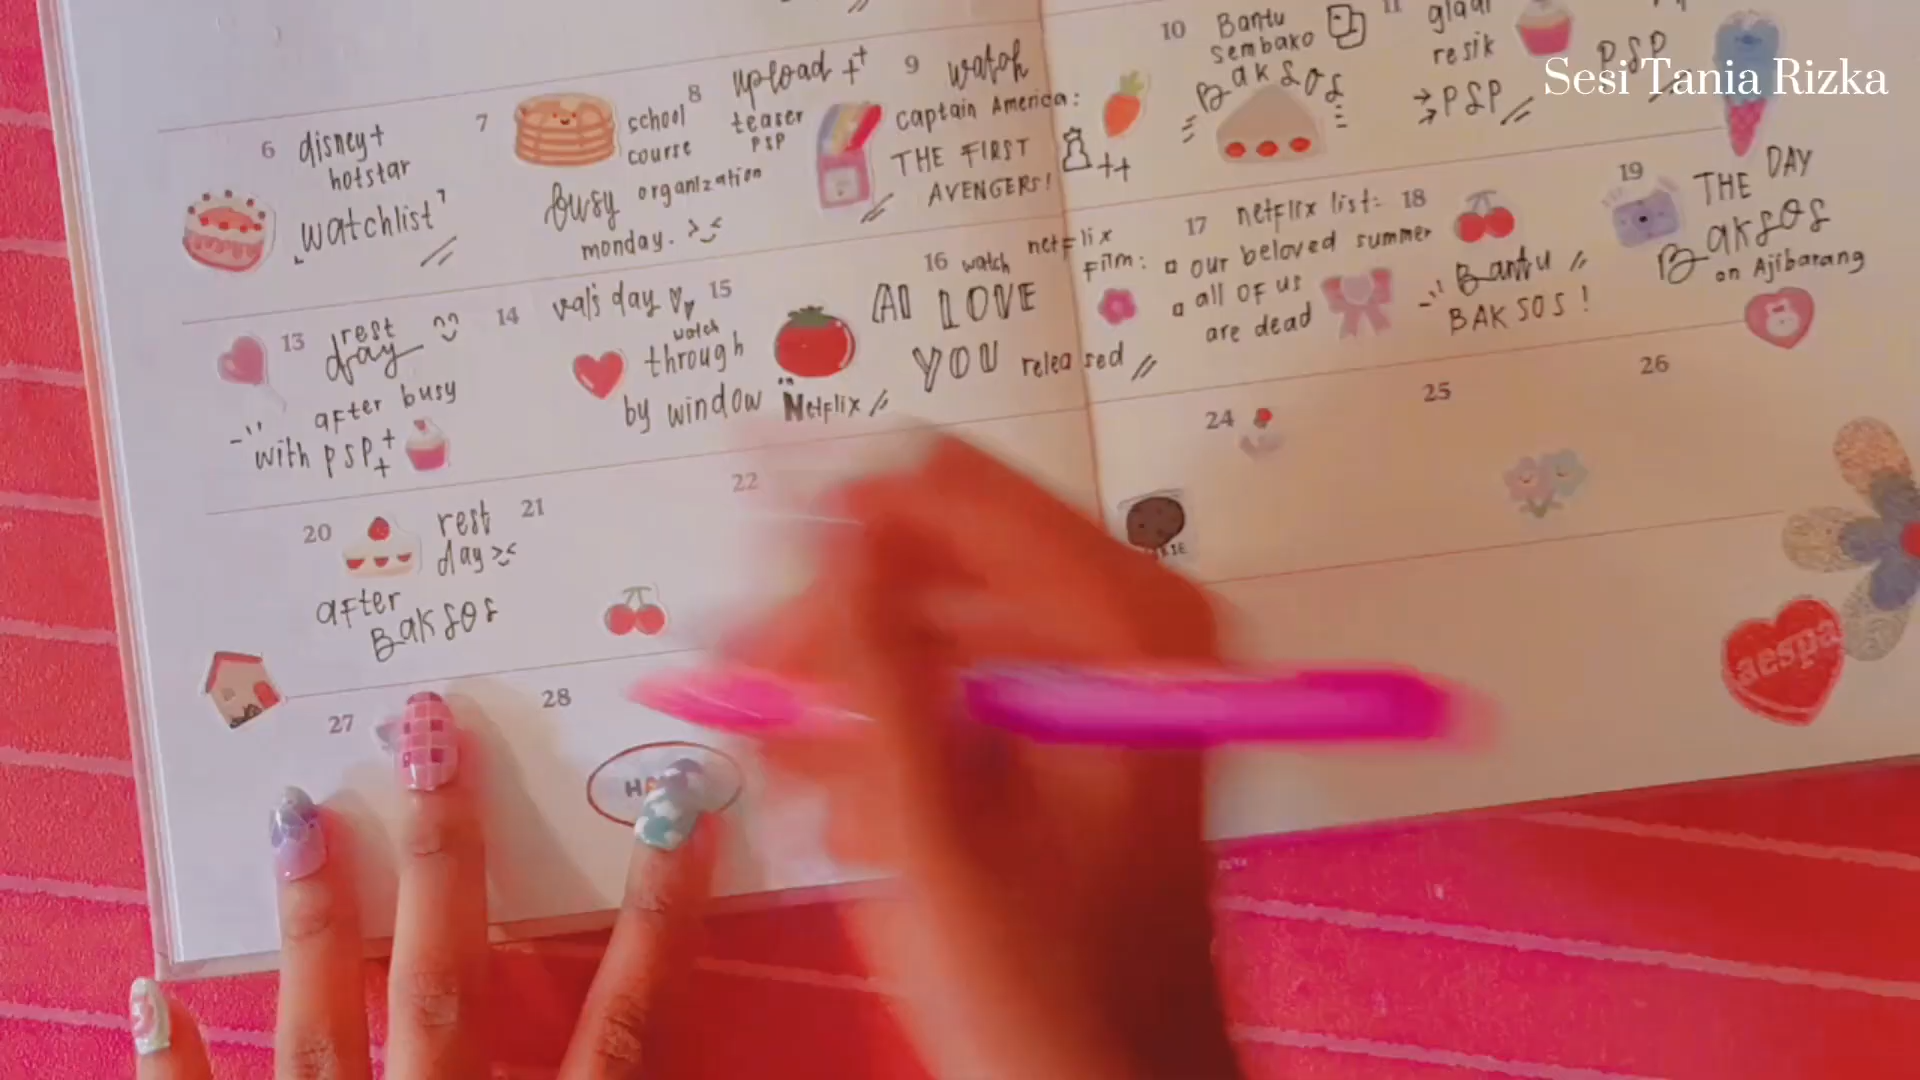 Sesi Tania Rizka
6
disney+
hotstar
watchlist
7
school
course
busy organization
monday.
8
upload ++
teaser
PSP
9
watch
captain America:
THE FIRST
AVENGERS!
10
Bantu
sembako
BAKSOS
++
11
gladi
resik
→ PSP
PSP
13
rest
day
after busy
with PSP++
14
val's day
15
watch
through
by window
in
Netflix
16
watch netflix
film:
AI LOVE
YOU released
17
netflix list:
our beloved summer
all of us
are dead
18
Bantu
BAKSOS!
19
THE DAY
BAKSOS
on Ajibarang
20
rest
day
after
BAKSOS
21
22
24
25
26
27
28
aespa